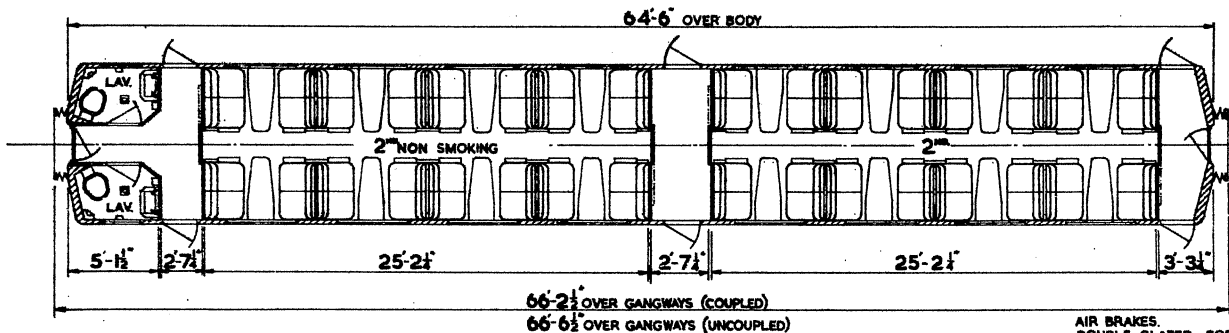 64'-6" OVER BODY
LAV.
2ND NON SMOKING
2ND
LAV.
5'-1½" 2'-7¼" 25'-2¼" 2'-7¼" 25'-2¼" 3'-3¼"
66'-2½" OVER GANGWAYS (COUPLED)
66'-6½" OVER GANGWAYS (UNCOUPLED)
AIR BRAKES.